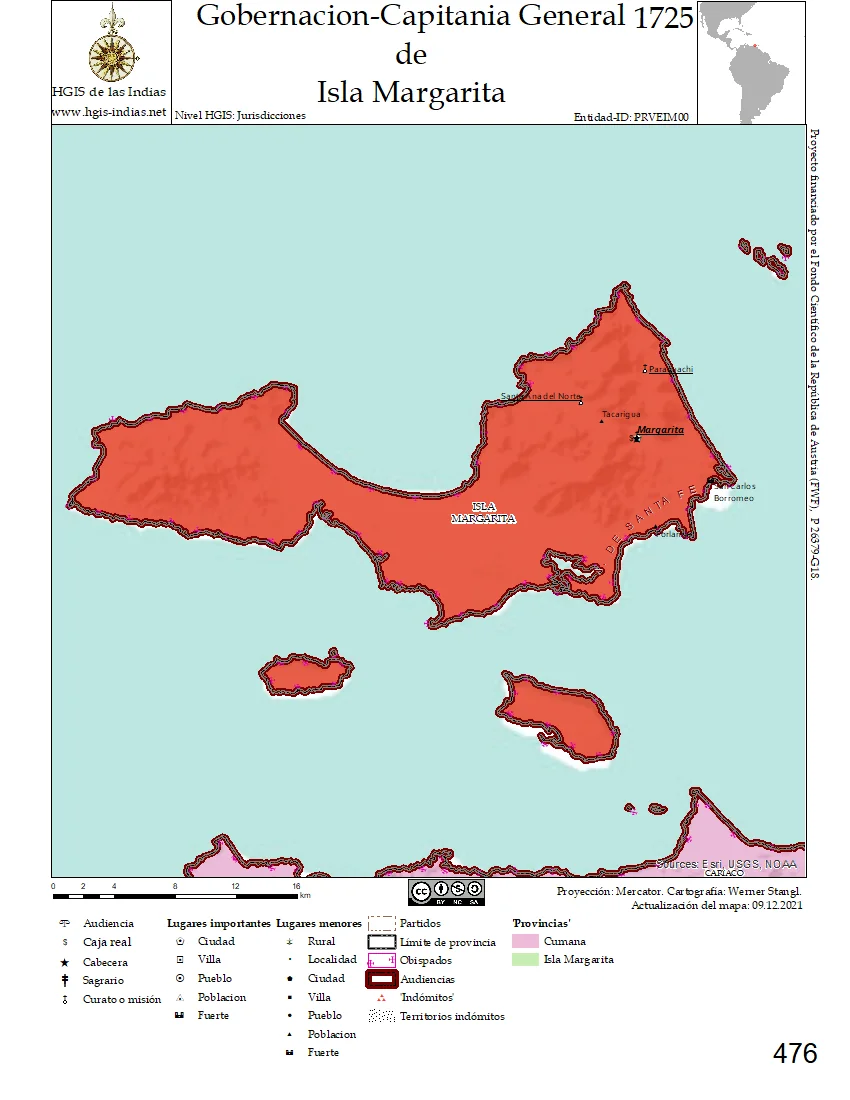 Gobernacion-Capitania General 1725
de
Isla Margarita
HGIS de las Indias
www.hgis-indias.net
Nivel HGIS: Jurisdicciones
Entidad-ID: PRVEIM00
Proyecto financiado por el Fondo Científico de la República de Austria (FWF), P 26379-G18.
Paraguachi
Santa Ana del Norte
Tacarigua
Margarita
S
San Carlos
Borromeo
ISLA
MARGARITA
DE SANTA FE
Porlamar
Sources: Esri, USGS, NOAA
CARIACO
0 2 4 8 12 16
km
CC BY NC SA
Proyección: Mercator. Cartografía: Werner Stangl.
Actualización del mapa: 09.12.2021
Audiencia
S Caja real
Cabecera
Sagrario
Curato o misión
Lugares importantes
Ciudad
Villa
Pueblo
Poblacion
Fuerte
Lugares menores
Rural
Localidad
Ciudad
Villa
Pueblo
Poblacion
Fuerte
Partidos
Límite de provincia
Obispados
Audiencias
'Indómitos'
Territorios indómitos
'Provincias'
Cumana
Isla Margarita
476